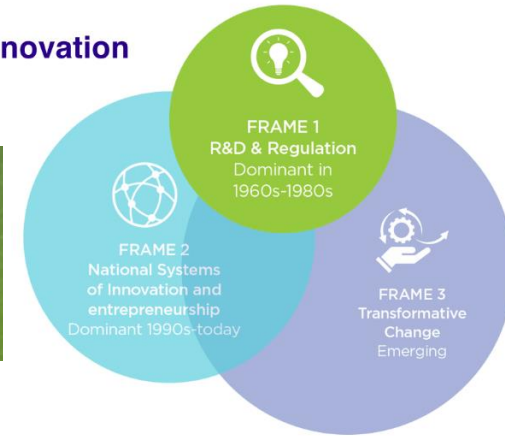 novation
FRAME 1
R&D & Regulation
Dominant in
1960s-1980s
FRAME 2
National Systems
of Innovation and
entrepreneurship
Dominant 1990s-today
FRAME 3
Transformative
Change
Emerging